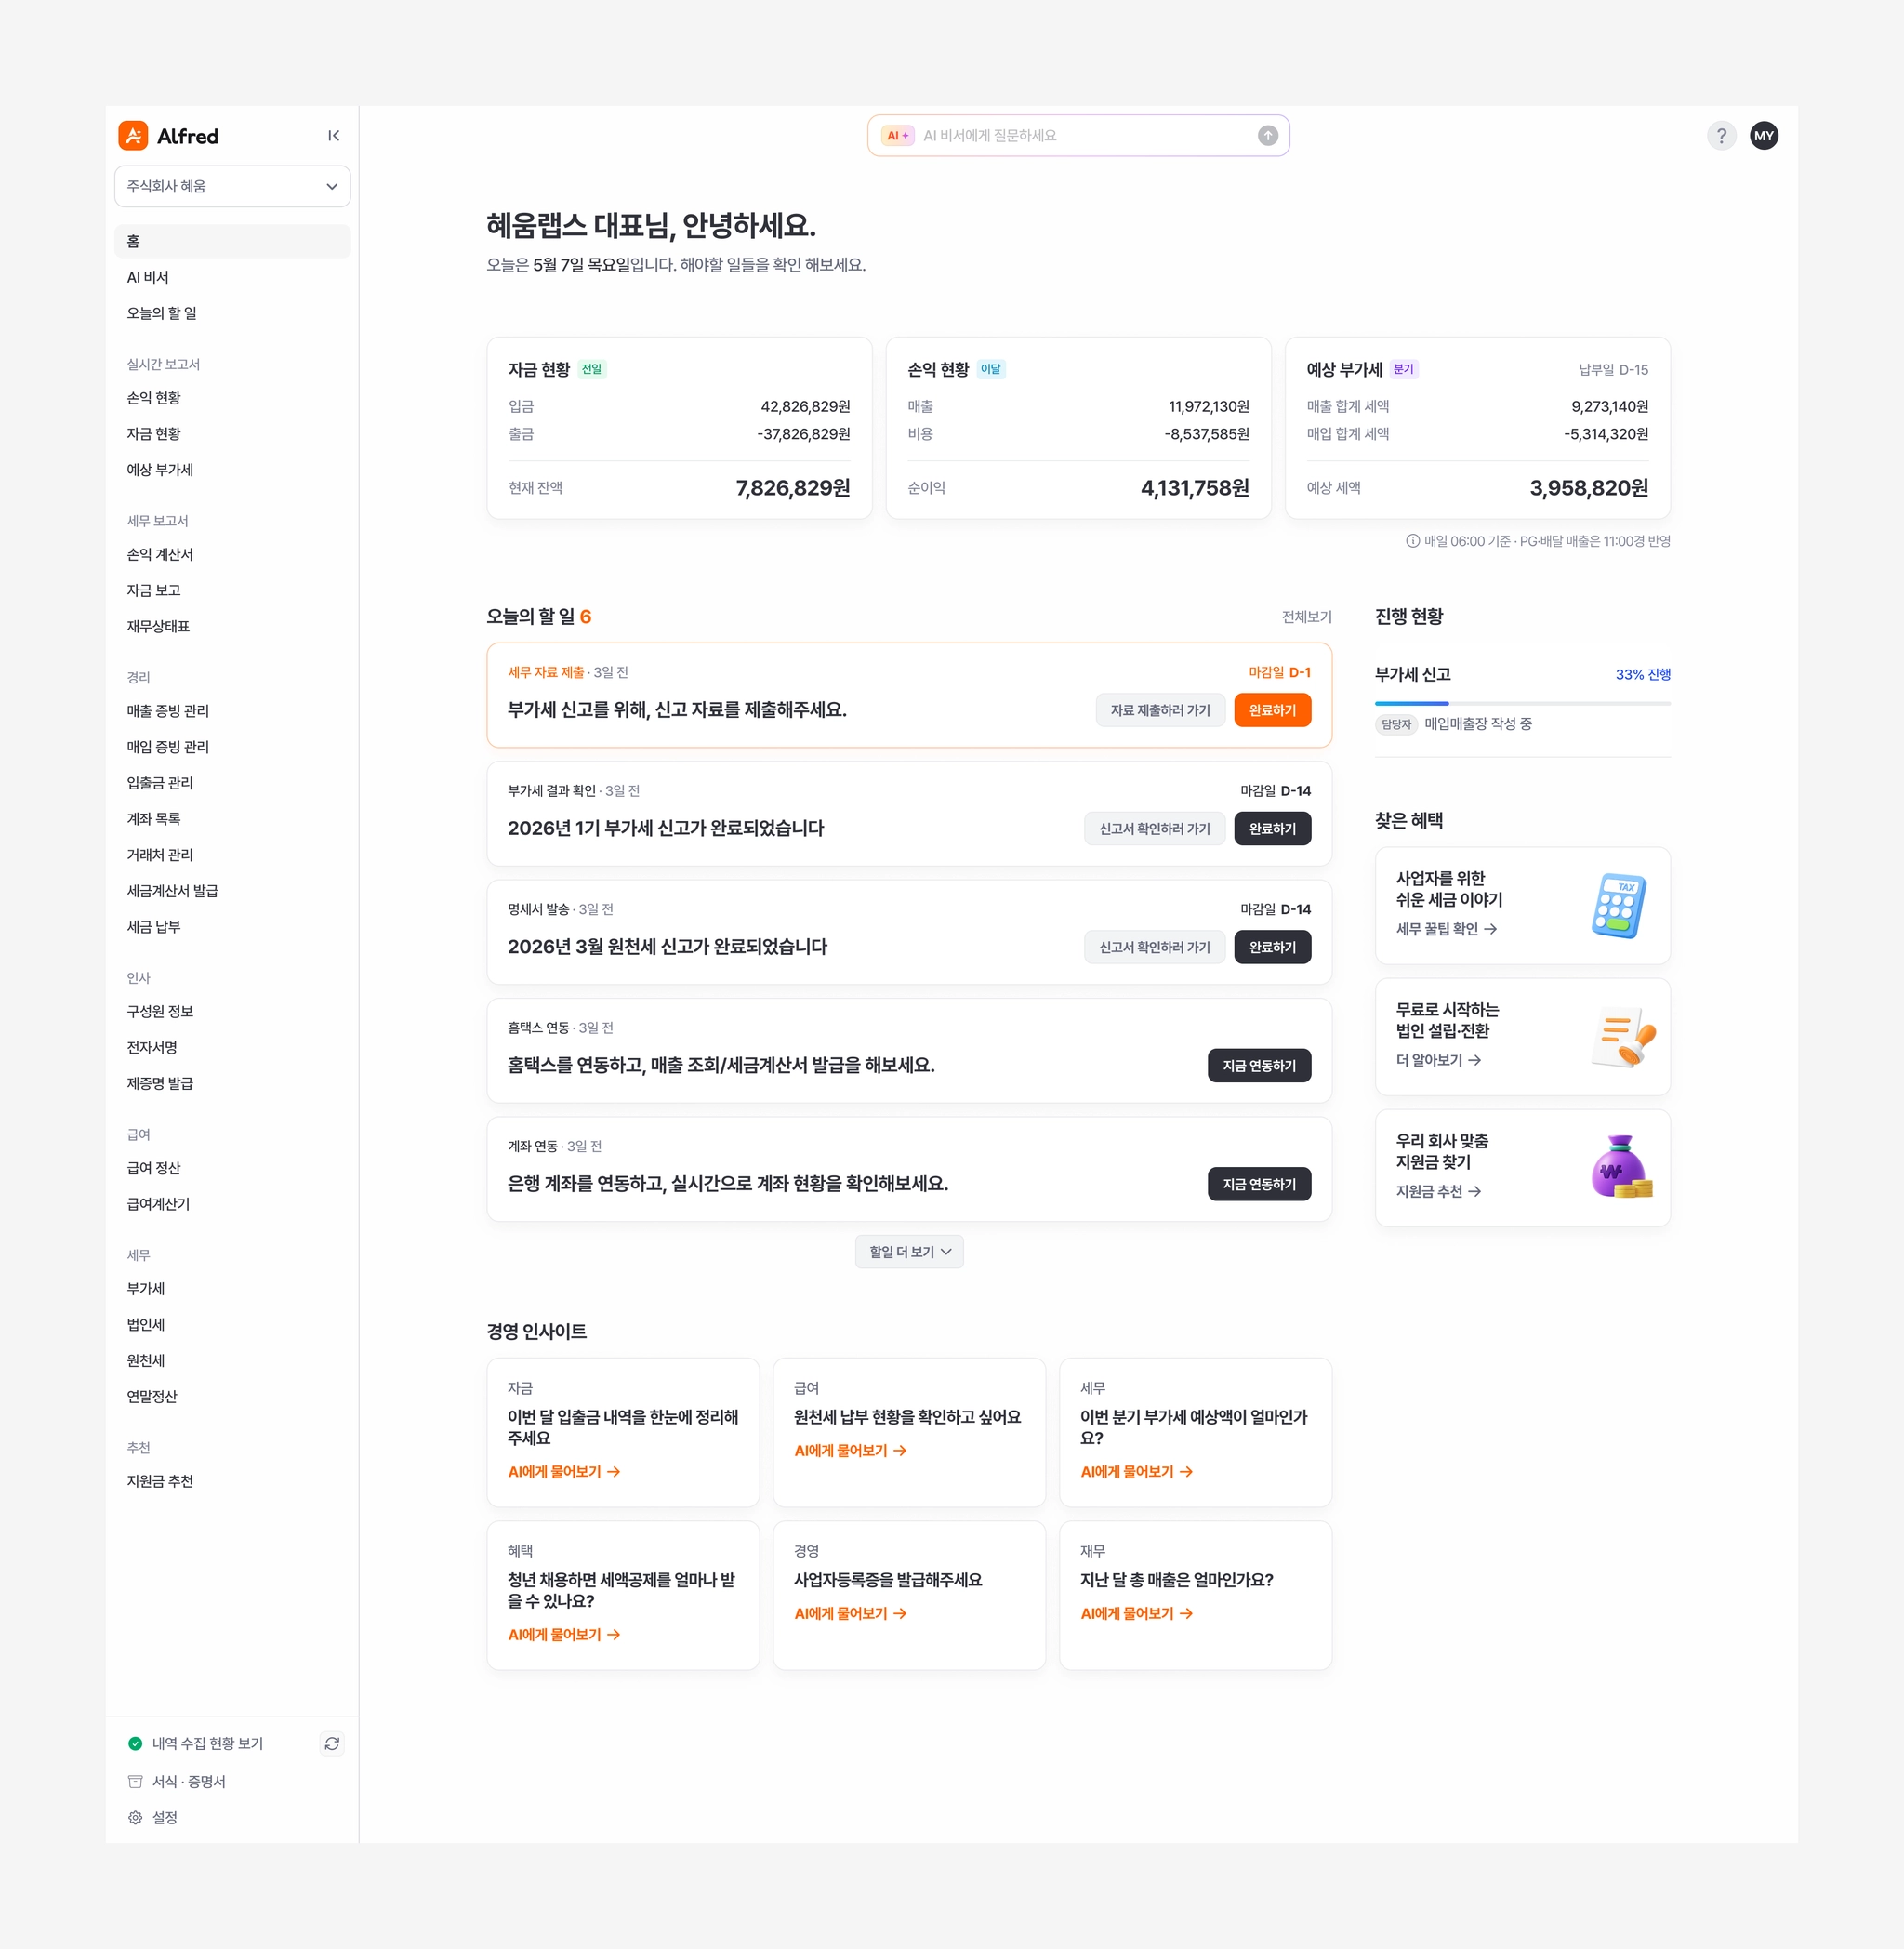 Alfred
주식회사 혜움
홈
AI 비서
오늘의 할 일
실시간 보고서
손익 현황
자금 현황
예상 부가세
세무 보고서
손익 계산서
자금 보고
재무상태표
경리
매출 증빙 관리
매입 증빙 관리
입출금 관리
계좌 목록
거래처 관리
세금계산서 발급
세금 납부
인사
구성원 정보
전자서명
제증명 발급
급여
급여 정산
급여계산기
세무
부가세
법인세
원천세
연말정산
추천
지원금 추천
내역 수집 현황 보기
서식 · 증명서
설정
AI AI 비서에게 질문하세요
? MY
혜움랩스 대표님, 안녕하세요.
오늘은 5월 7일 목요일입니다. 해야할 일들을 확인 해보세요.
자금 현황 전일
입금 42,826,829원
출금 -37,826,829원
현재 잔액 7,826,829원
손익 현황 이달
매출 11,972,130원
비용 -8,537,585원
순이익 4,131,758원
예상 부가세 분기 납부일 D-15
매출 합계 세액 9,273,140원
매입 합계 세액 -5,314,320원
예상 세액 3,958,820원
매일 06:00 기준 · PG·배달 매출은 11:00경 반영
오늘의 할 일 6 전체보기
세무 자료 제출 · 3일 전 마감일 D-1
부가세 신고를 위해, 신고 자료를 제출해주세요. 자료 제출하러 가기 완료하기
부가세 결과 확인 · 3일 전 마감일 D-14
2026년 1기 부가세 신고가 완료되었습니다 신고서 확인하러 가기 완료하기
명세서 발송 · 3일 전 마감일 D-14
2026년 3월 원천세 신고가 완료되었습니다 신고서 확인하러 가기 완료하기
홈택스 연동 · 3일 전
홈택스를 연동하고, 매출 조회/세금계산서 발급을 해보세요. 지금 연동하기
계좌 연동 · 3일 전
은행 계좌를 연동하고, 실시간으로 계좌 현황을 확인해보세요. 지금 연동하기
할일 더 보기
진행 현황
부가세 신고 33% 진행
담당자 매입매출장 작성 중
찾은 혜택
사업자를 위한
쉬운 세금 이야기
세무 꿀팁 확인
TAX
무료로 시작하는
법인 설립·전환
더 알아보기
우리 회사 맞춤
지원금 찾기
지원금 추천
₩
경영 인사이트
자금
이번 달 입출금 내역을 한눈에 정리해
주세요
AI에게 물어보기
급여
원천세 납부 현황을 확인하고 싶어요
AI에게 물어보기
세무
이번 분기 부가세 예상액이 얼마인가
요?
AI에게 물어보기
혜택
청년 채용하면 세액공제를 얼마나 받
을 수 있나요?
AI에게 물어보기
경영
사업자등록증을 발급해주세요
AI에게 물어보기
재무
지난 달 총 매출은 얼마인가요?
AI에게 물어보기